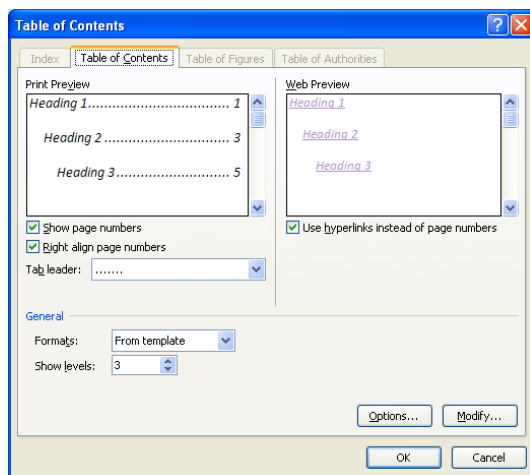 Table of Contents
Index
Table of Contents
Table of Figures
Table of Authorities
Print Preview
Heading 1.................................. 1
Heading 2 ............................. 3
Heading 3......................... 5
Show page numbers
Right align page numbers
Tab leader: .......
Web Preview
Heading 1
Heading 2
Heading 3
Use hyperlinks instead of page numbers
General
Formats: From template
Show levels: 3
Options... Modify...
OK Cancel